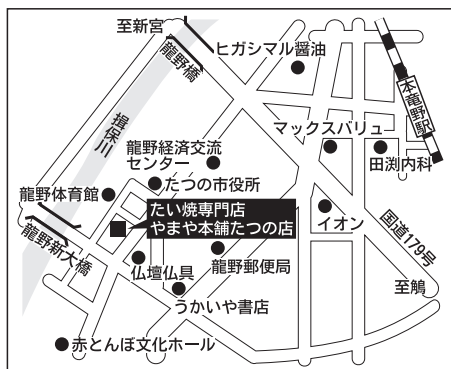 至新宮
龍野橋
ヒガシマル醤油
本竜野駅
揖保川
マックスバリュ
龍野経済交流
センター
田渕内科
たつの市役所
龍野体育館
たい焼専門店
やまや本舗たつの店
イオン
国道179号
龍野新大橋
仏壇仏具
龍野郵便局
至鵤
うかいや書店
赤とんぼ文化ホール